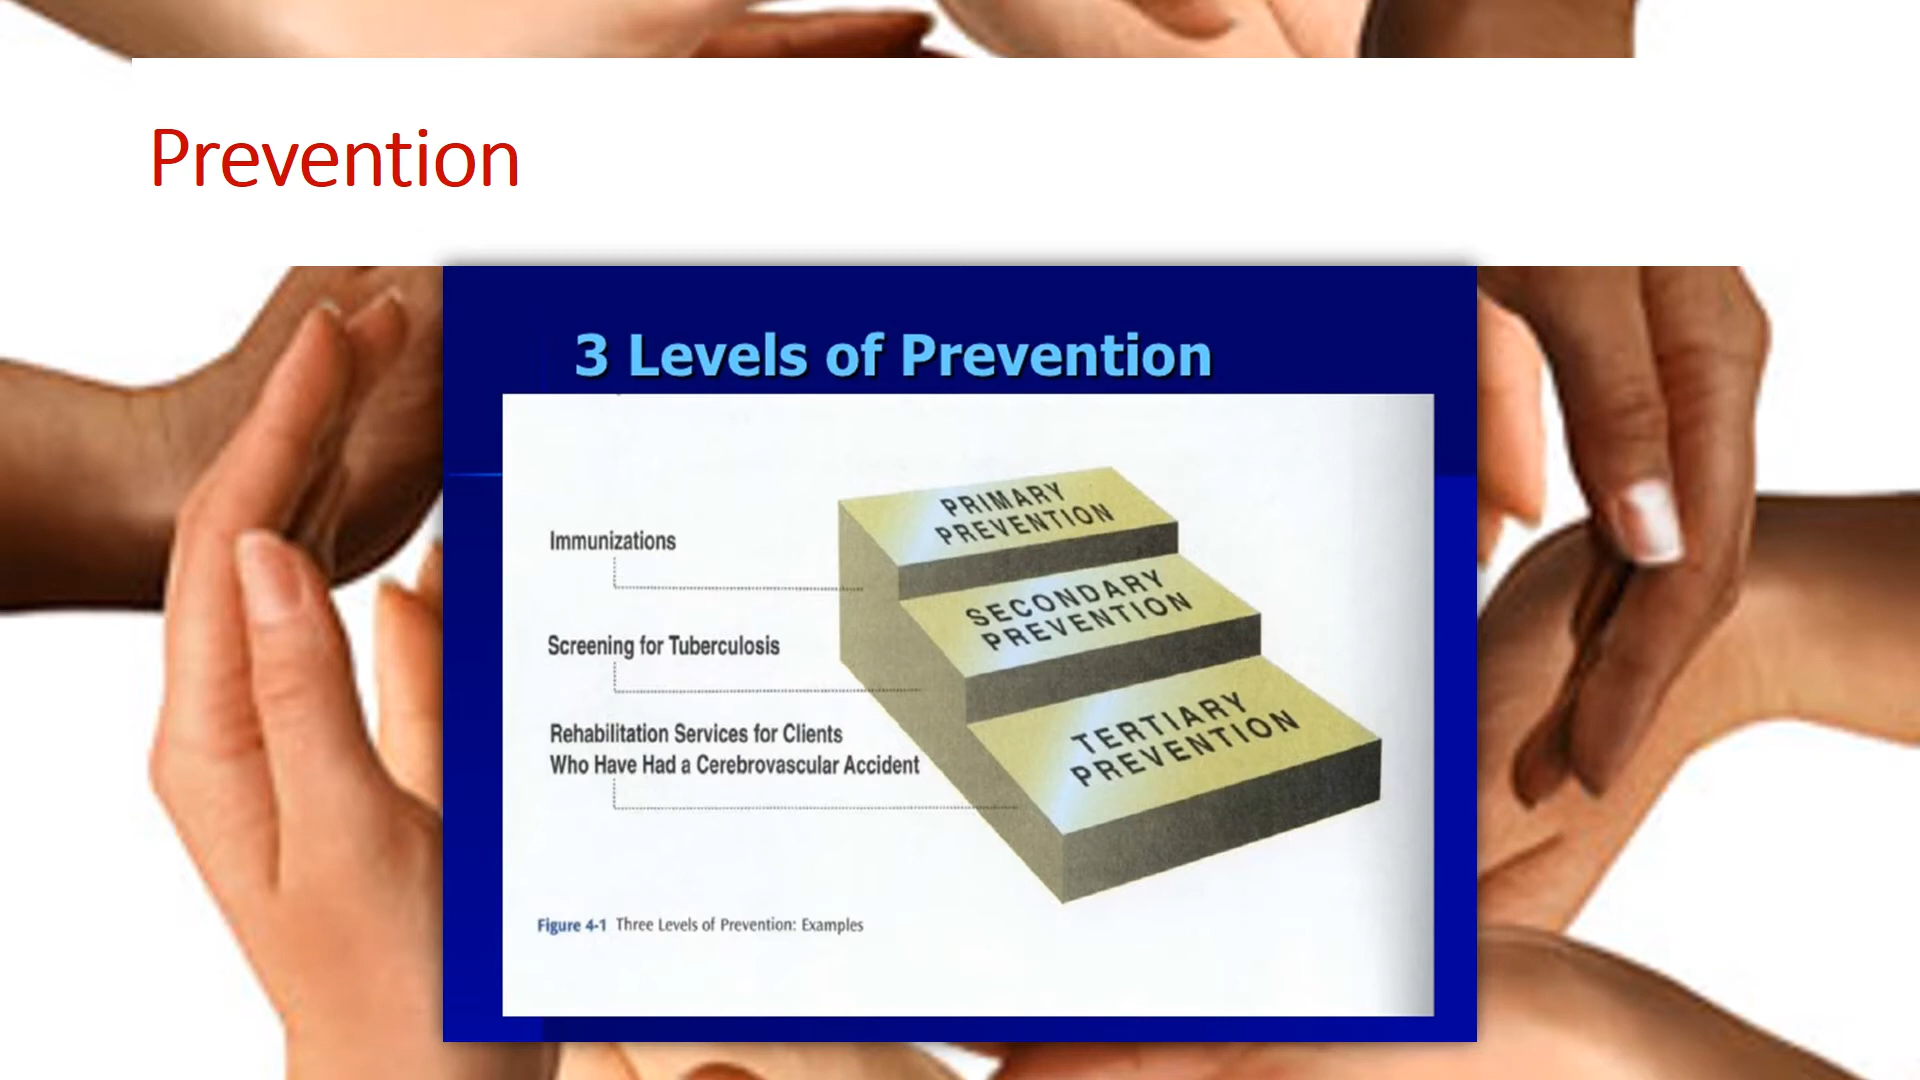 Prevention
3 Levels of Prevention
PRIMARY
PREVENTION
Immunizations
SECONDARY
PREVENTION
Screening for Tuberculosis
TERTIARY
PREVENTION
Rehabilitation Services for Clients
Who Have Had a Cerebrovascular Accident
Figure 4-1 Three Levels of Prevention: Examples